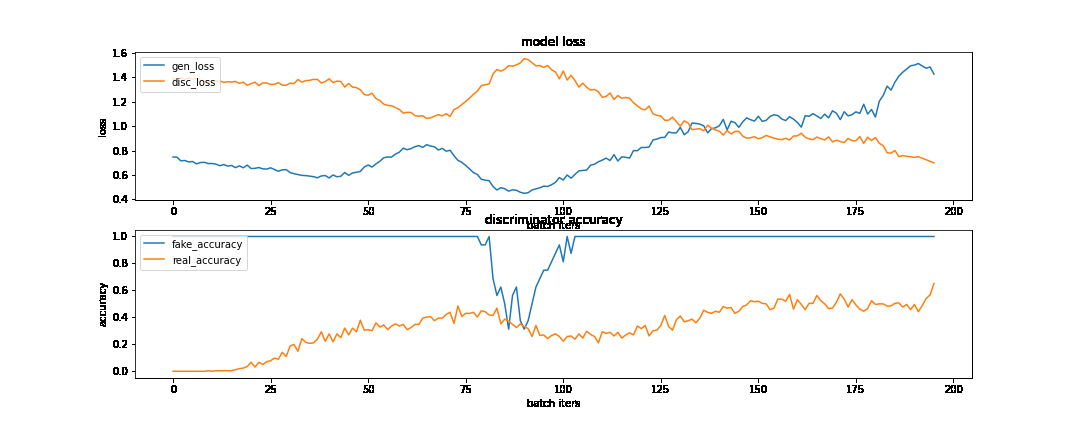 model loss
1.6
1.4
1.2
1.0
0.8
0.6
0.4
loss
gen_loss
disc_loss
0 25 50 75 100 125 150 175 200
batch iters
discriminator accuracy
1.0
0.8
0.6
0.4
0.2
0.0
accuracy
fake_accuracy
real_accuracy
0 25 50 75 100 125 150 175 200
batch iters